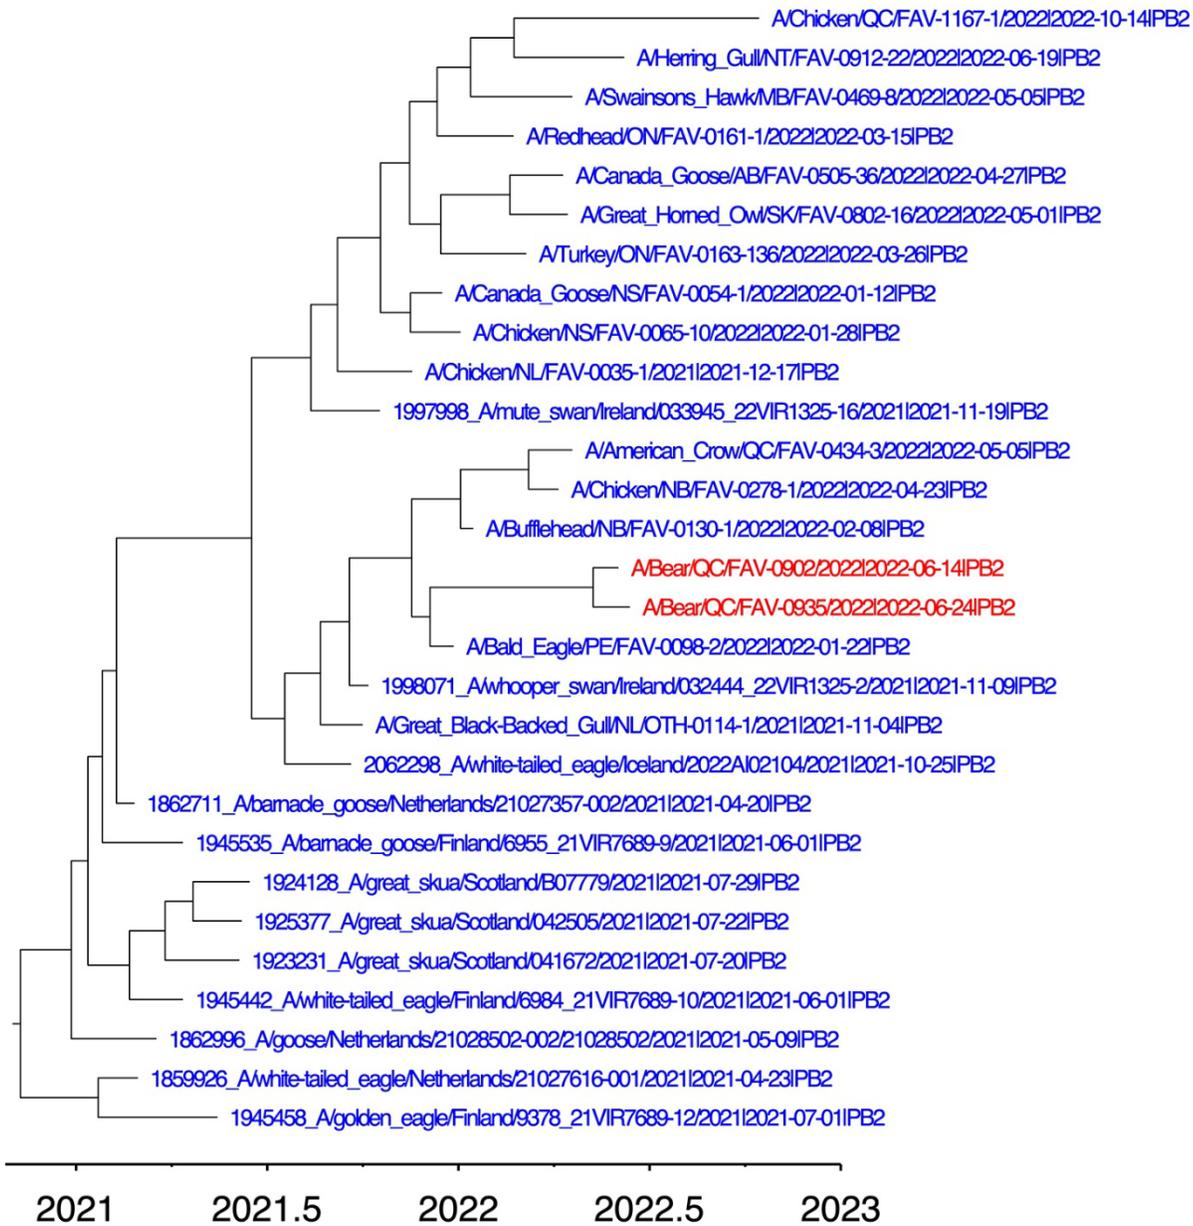 A/Chicken/QC/FAV-1167-1/2022|2022-10-14|PB2
A/Herring_Gull/NT/FAV-0912-22/2022|2022-06-19|PB2
A/Swainsons_Hawk/MB/FAV-0469-8/2022|2022-05-05|PB2
A/Redhead/ON/FAV-0161-1/2022|2022-03-15|PB2
A/Canada_Goose/AB/FAV-0505-36/2022|2022-04-27|PB2
A/Great_Horned_Owl/SK/FAV-0802-16/2022|2022-05-01|PB2
A/Turkey/ON/FAV-0163-136/2022|2022-03-26|PB2
A/Canada_Goose/NS/FAV-0054-1/2022|2022-01-12|PB2
A/Chicken/NS/FAV-0065-10/2022|2022-01-28|PB2
A/Chicken/NL/FAV-0035-1/2021|2021-12-17|PB2
1997998_A/mute_swan/Ireland/033945_22VIR1325-16/2021|2021-11-19|PB2
A/American_Crow/QC/FAV-0434-3/2022|2022-05-05|PB2
A/Chicken/NB/FAV-0278-1/2022|2022-04-23|PB2
A/Bufflehead/NB/FAV-0130-1/2022|2022-02-08|PB2
A/Bear/QC/FAV-0902/2022|2022-06-14|PB2
A/Bear/QC/FAV-0935/2022|2022-06-24|PB2
A/Bald_Eagle/PE/FAV-0098-2/2022|2022-01-22|PB2
1998071_A/whooper_swan/Ireland/032444_22VIR1325-2/2021|2021-11-09|PB2
A/Great_Black-Backed_Gull/NL/OTH-0114-1/2021|2021-11-04|PB2
2062298_A/white-tailed_eagle/Iceland/2022AI02104/2021|2021-10-25|PB2
1862711_A/barnacle_goose/Netherlands/21027357-002/2021|2021-04-20|PB2
1945535_A/barnacle_goose/Finland/6955_21VIR7689-9/2021|2021-06-01|PB2
1924128_A/great_skua/Scotland/B07779/2021|2021-07-29|PB2
1925377_A/great_skua/Scotland/042505/2021|2021-07-22|PB2
1923231_A/great_skua/Scotland/041672/2021|2021-07-20|PB2
1945442_A/white-tailed_eagle/Finland/6984_21VIR7689-10/2021|2021-06-01|PB2
1862996_A/goose/Netherlands/21028502-002/21028502/2021|2021-05-09|PB2
1859926_A/white-tailed_eagle/Netherlands/21027616-001/2021|2021-04-23|PB2
1945458_A/golden_eagle/Finland/9378_21VIR7689-12/2021|2021-07-01|PB2
2021 2021.5 2022 2022.5 2023